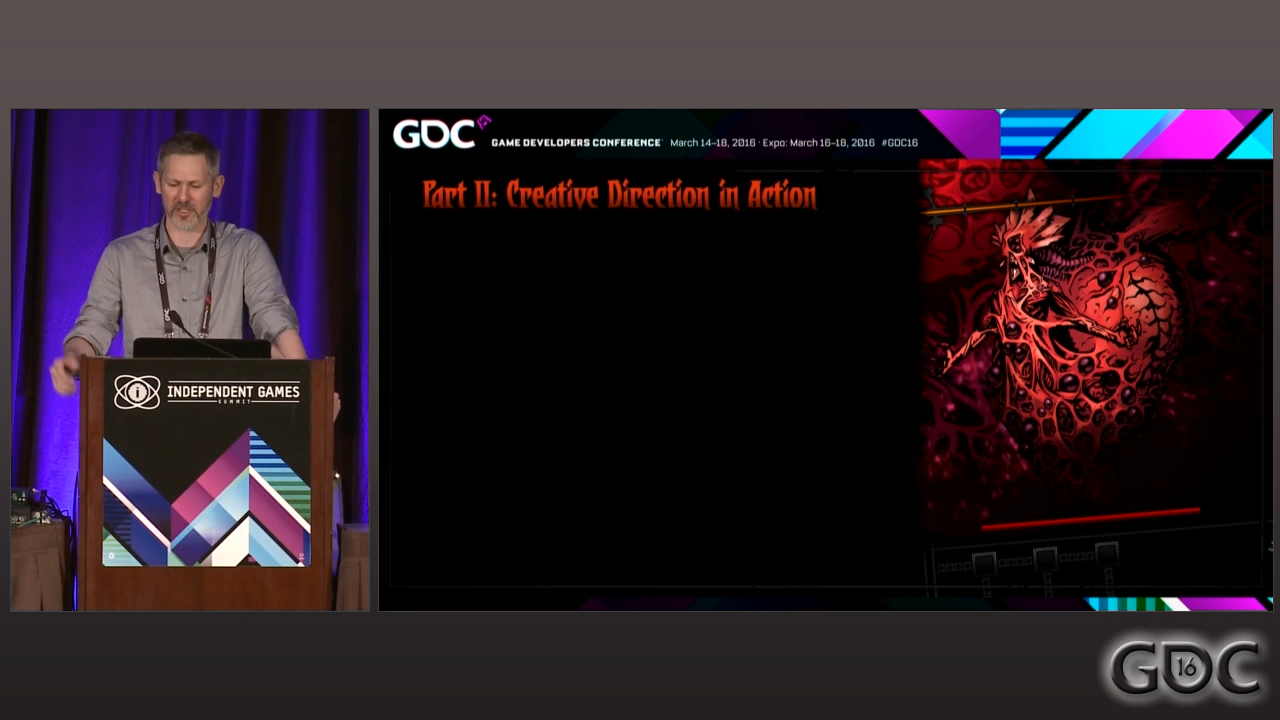 GDC
GAME DEVELOPERS CONFERENCE March 14–18, 2016 · Expo: March 16–18, 2016 #GDC16
Part II: Creative Direction in Action
INDEPENDENT GAMES
SUMMIT
GDC 16